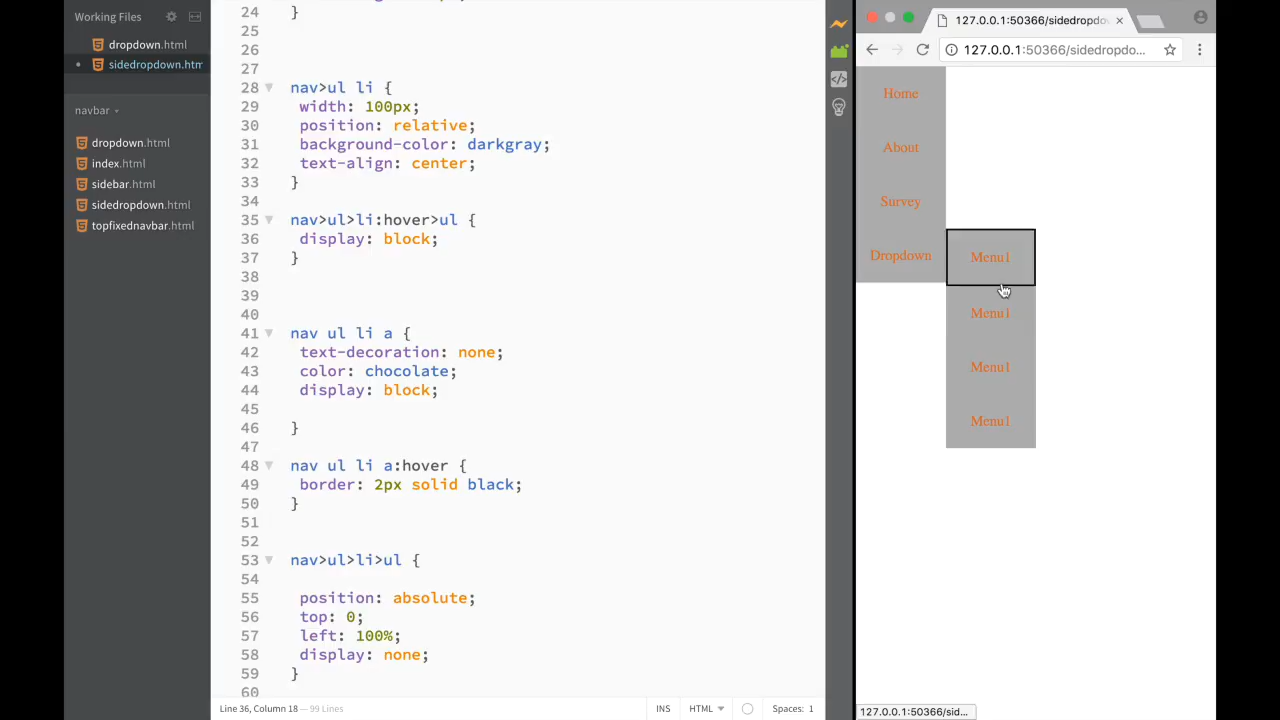 Working Files
dropdown.html
sidedropdown.htm
navbar
dropdown.html
index.html
sidebar.html
sidedropdown.html
topfixednavbar.html
24 }
25
26
27
28 nav>ul li {
29 width: 100px;
30 position: relative;
31 background-color: darkgray;
32 text-align: center;
33 }
34
35 nav>ul>li:hover>ul {
36 display: block;
37 }
38
39
40
41 nav ul li a {
42 text-decoration: none;
43 color: chocolate;
44 display: block;
45
46 }
47
48 nav ul li a:hover {
49 border: 2px solid black;
50 }
51
52
53 nav>ul>li>ul {
54
55 position: absolute;
56 top: 0;
57 left: 100%;
58 display: none;
59 }
60
Line 36, Column 18 — 99 Lines
INS
HTML
Spaces: 1
127.0.0.1:50366/sidedropdo
127.0.0.1:50366/sidedropdo...
Home
About
Survey
Dropdown
Menu1
Menu1
Menu1
Menu1
127.0.0.1:50366/sid...